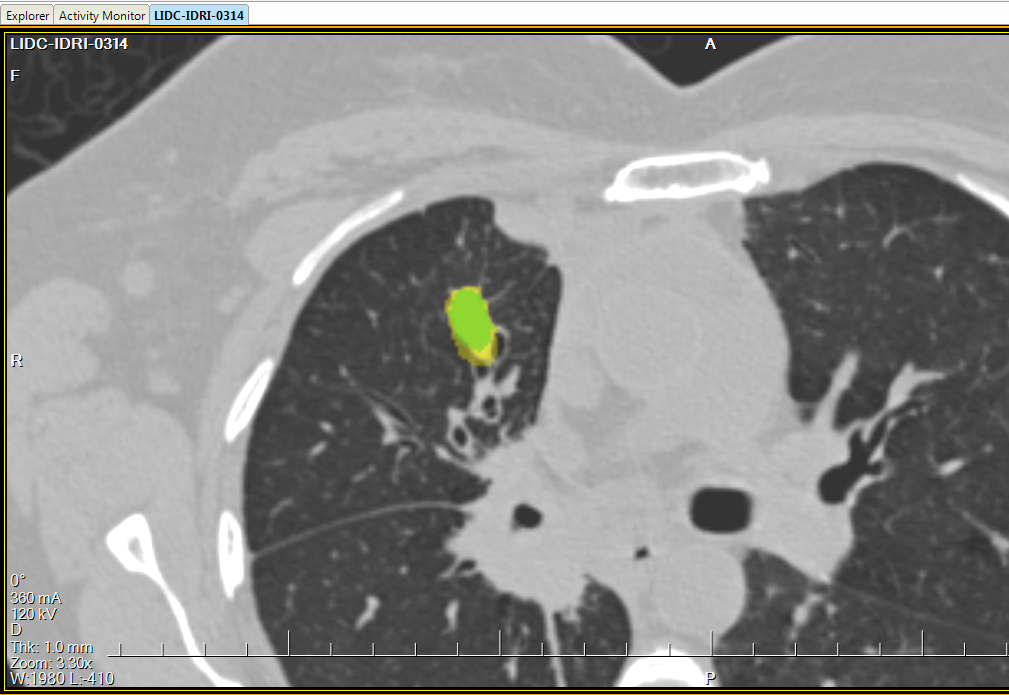 Explorer Activity Monitor LIDC-IDRI-0314
LIDC-IDRI-0314
A
F
R
0°
360 mA
120 kV
D
Thk: 1.0 mm
Zoom: 3.30x
W:1980 L:-410
P